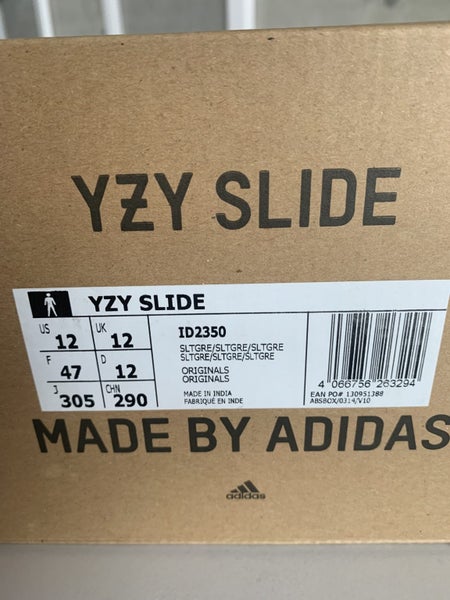 YZY SLIDE
YZY SLIDE
US 12 UK 12
F 47 D 12
J 305 CHN 290
ID2350
SLTGRE/SLTGRE/SLTGRE
SLTGRE/SLTGRE/SLTGRE
ORIGINALS
ORIGINALS
MADE IN INDIA
FABRIQUÉ EN INDE
4 066756 263294
EAN PO# 130951388
ABSBOX/0314/V10
MADE BY ADIDAS
adidas